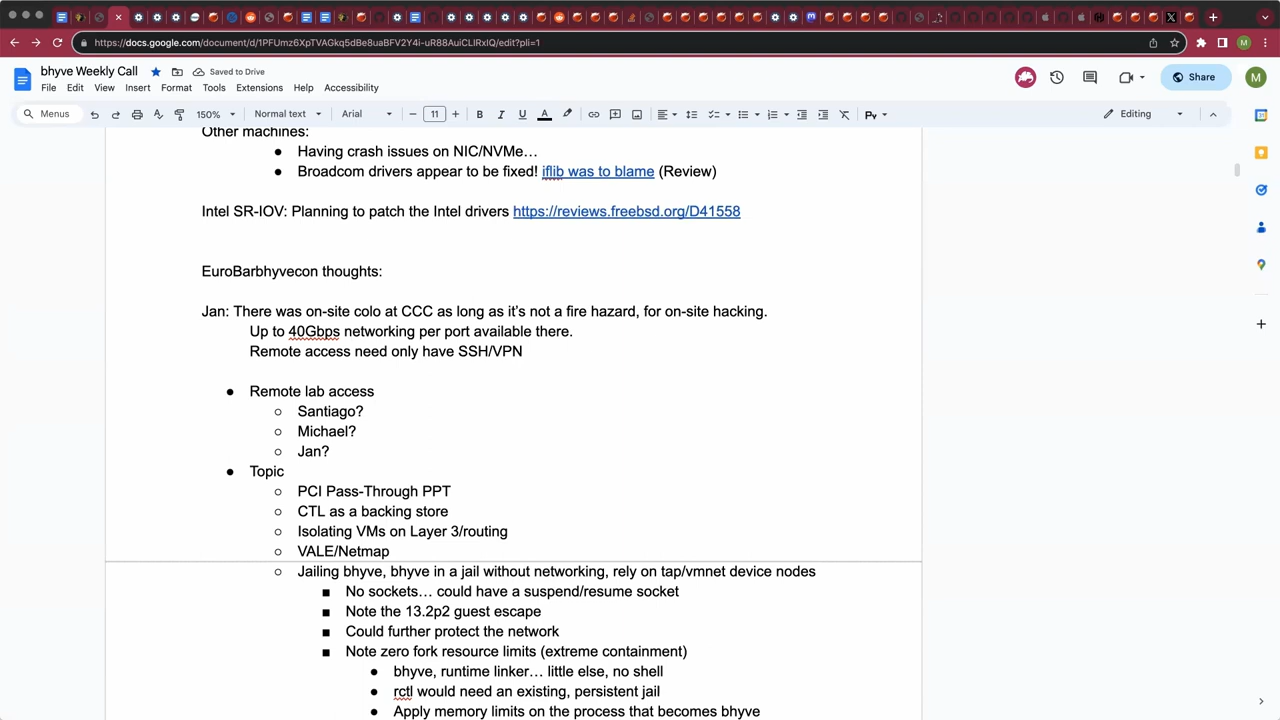 https://docs.google.com/document/d/1PFUmz6XpTVAGkq5dBe8uaBFV2Y4i-uR88AuiCLlRxIQ/edit?pli=1
M
bhyve Weekly Call
Saved to Drive
File Edit View Insert Format Tools Extensions Help Accessibility
Share
M
Menus
150%
Normal text
Arial
11
B I U A
Editing
Other machines:
● Having crash issues on NIC/NVMe…
● Broadcom drivers appear to be fixed! iflib was to blame (Review)
Intel SR-IOV: Planning to patch the Intel drivers https://reviews.freebsd.org/D41558
EuroBarbhyvecon thoughts:
Jan: There was on-site colo at CCC as long as it's not a fire hazard, for on-site hacking.
Up to 40Gbps networking per port available there.
Remote access need only have SSH/VPN
● Remote lab access
○ Santiago?
○ Michael?
○ Jan?
● Topic
○ PCI Pass-Through PPT
○ CTL as a backing store
○ Isolating VMs on Layer 3/routing
○ VALE/Netmap
○ Jailing bhyve, bhyve in a jail without networking, rely on tap/vmnet device nodes
■ No sockets… could have a suspend/resume socket
■ Note the 13.2p2 guest escape
■ Could further protect the network
■ Note zero fork resource limits (extreme containment)
● bhyve, runtime linker… little else, no shell
● rctl would need an existing, persistent jail
● Apply memory limits on the process that becomes bhyve